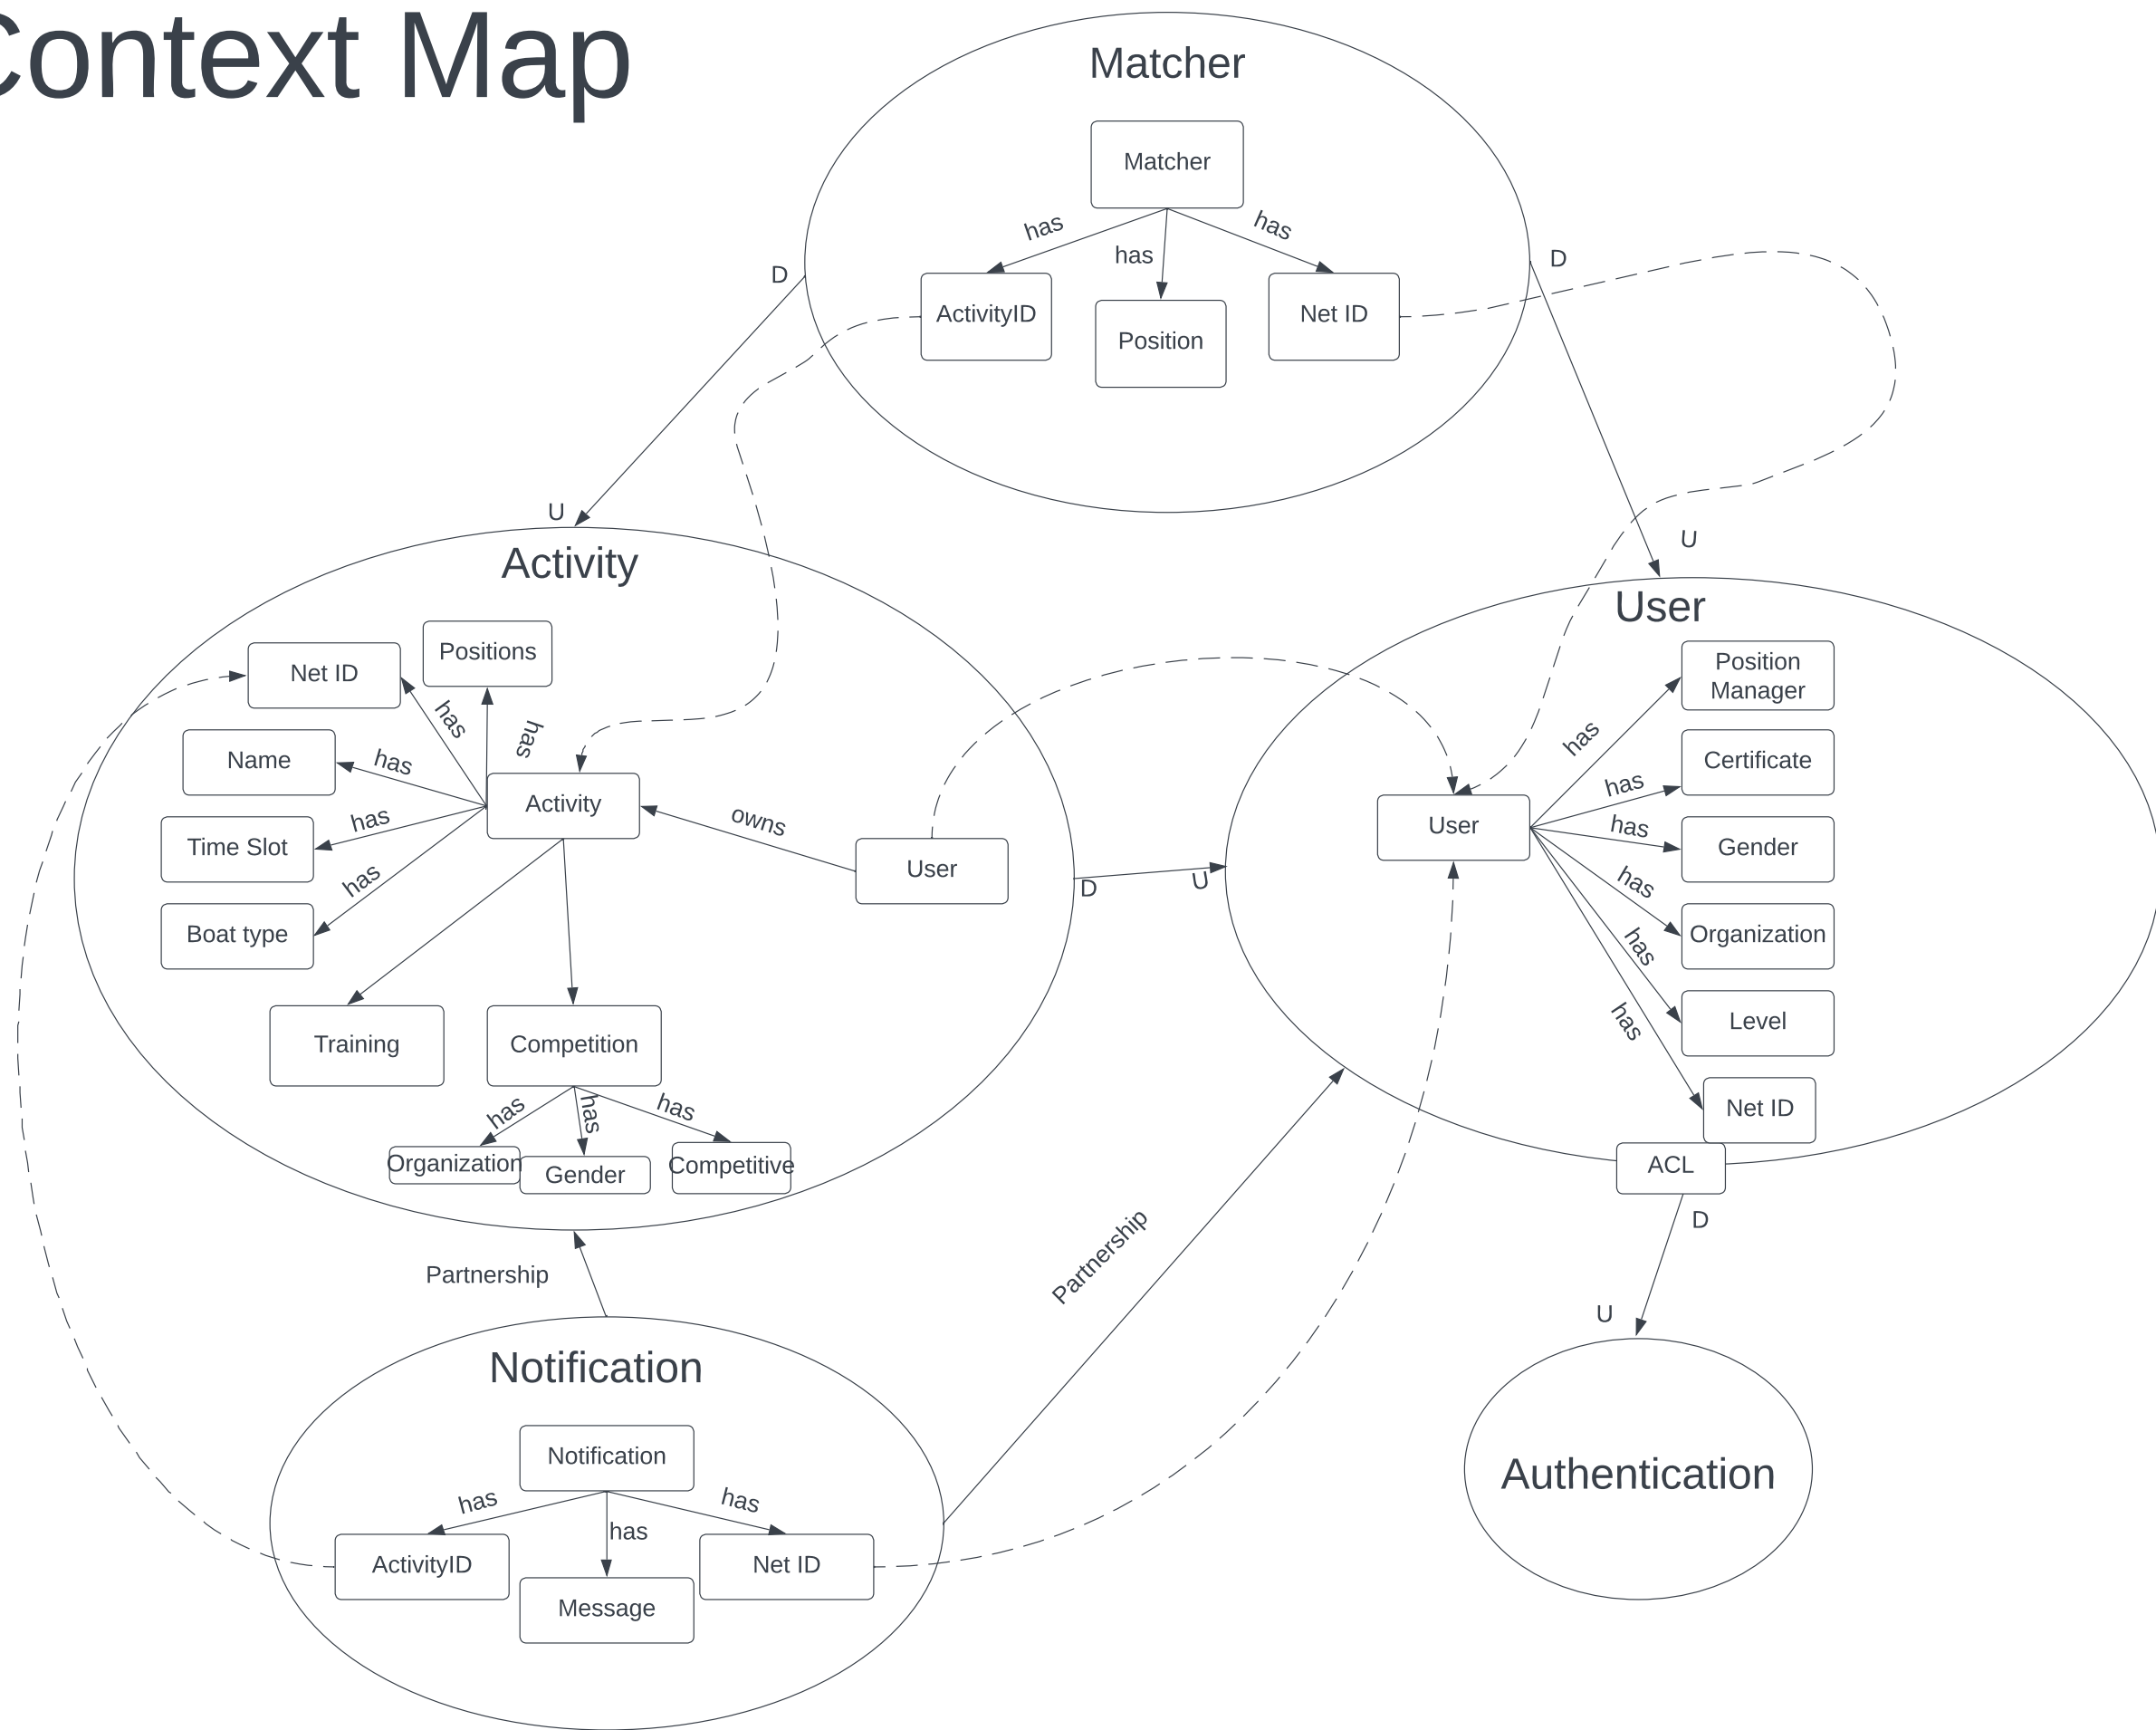 Context Map
Matcher
Matcher
has
has
has
ActivityID
Position
Net ID
D
D
U
U
Activity
Positions
Net ID
has
has
Name
has
Activity
Time Slot
has
Boat type
has
owns
User
D
U
Training
Competition
has
has
has
Organization
Gender
Competitive
User
Position
Manager
has
Certificate
has
User
has
Gender
has
Organization
has
Level
has
Net ID
ACL
D
U
Authentication
Partnership
Partnership
Notification
Notification
has
has
has
ActivityID
Message
Net ID